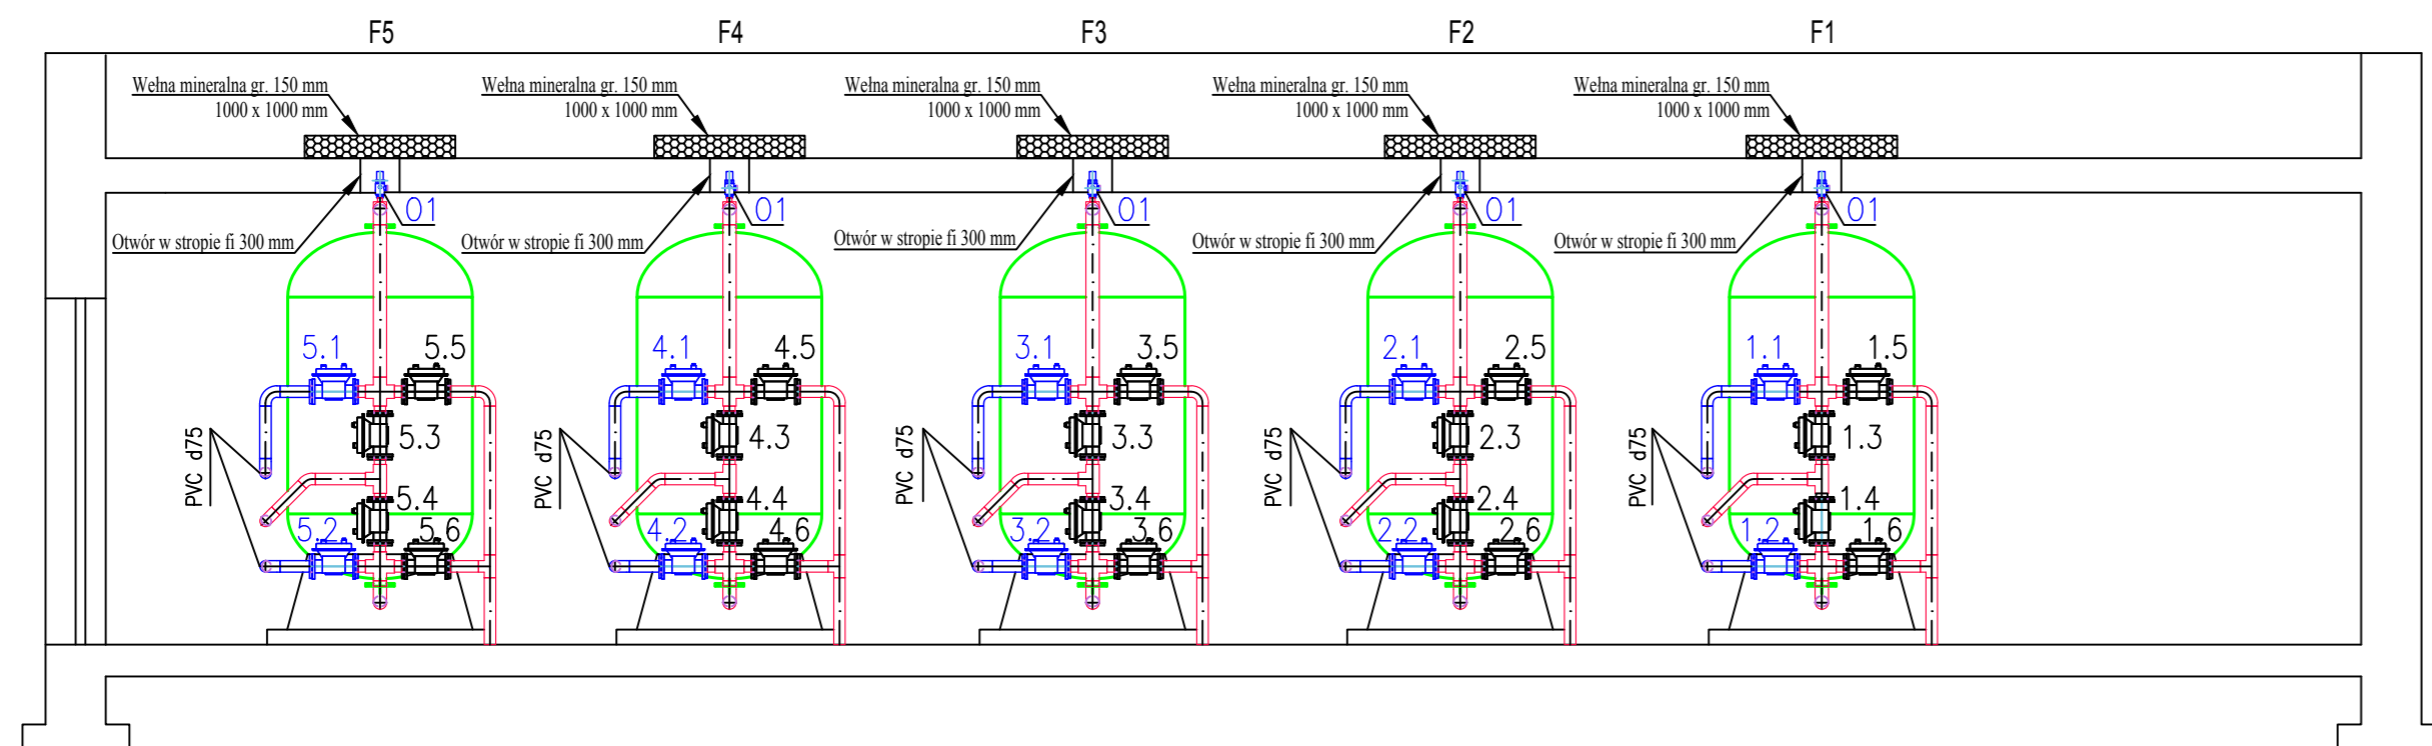 F5 F4 F3 F2 F1
Wełna mineralna gr. 150 mm
1000 x 1000 mm
Wełna mineralna gr. 150 mm
1000 x 1000 mm
Wełna mineralna gr. 150 mm
1000 x 1000 mm
Wełna mineralna gr. 150 mm
1000 x 1000 mm
Wełna mineralna gr. 150 mm
1000 x 1000 mm
01 01 01 01 01
Otwór w stropie fi 300 mm
Otwór w stropie fi 300 mm
Otwór w stropie fi 300 mm
Otwór w stropie fi 300 mm
Otwór w stropie fi 300 mm
5.1 5.5 4.1 4.5 3.1 3.5 2.1 2.5 1.1 1.5
5.3 4.3 3.3 2.3 1.3
PVC d75
PVC d75
PVC d75
PVC d75
PVC d75
5.4 4.4 3.4 2.4 1.4
5.2 5.6 4.2 4.6 3.2 3.6 2.2 2.6 1.2 1.6